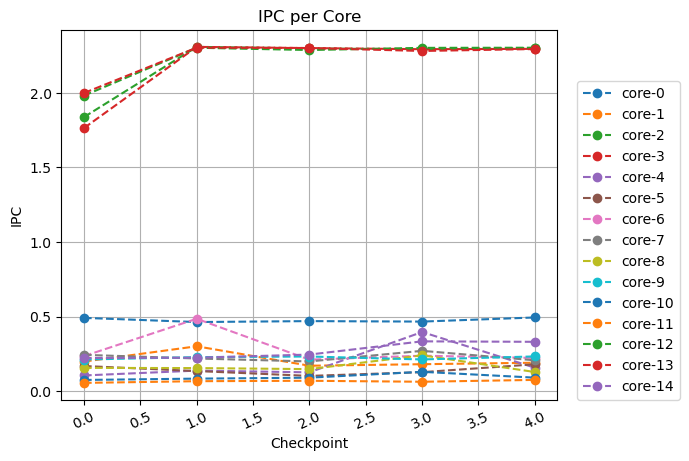 IPC per Core
IPC
2.0
1.5
1.0
0.5
0.0
0.0
0.5
1.0
1.5
2.0
2.5
3.0
3.5
4.0
Checkpoint
core-0
core-1
core-2
core-3
core-4
core-5
core-6
core-7
core-8
core-9
core-10
core-11
core-12
core-13
core-14